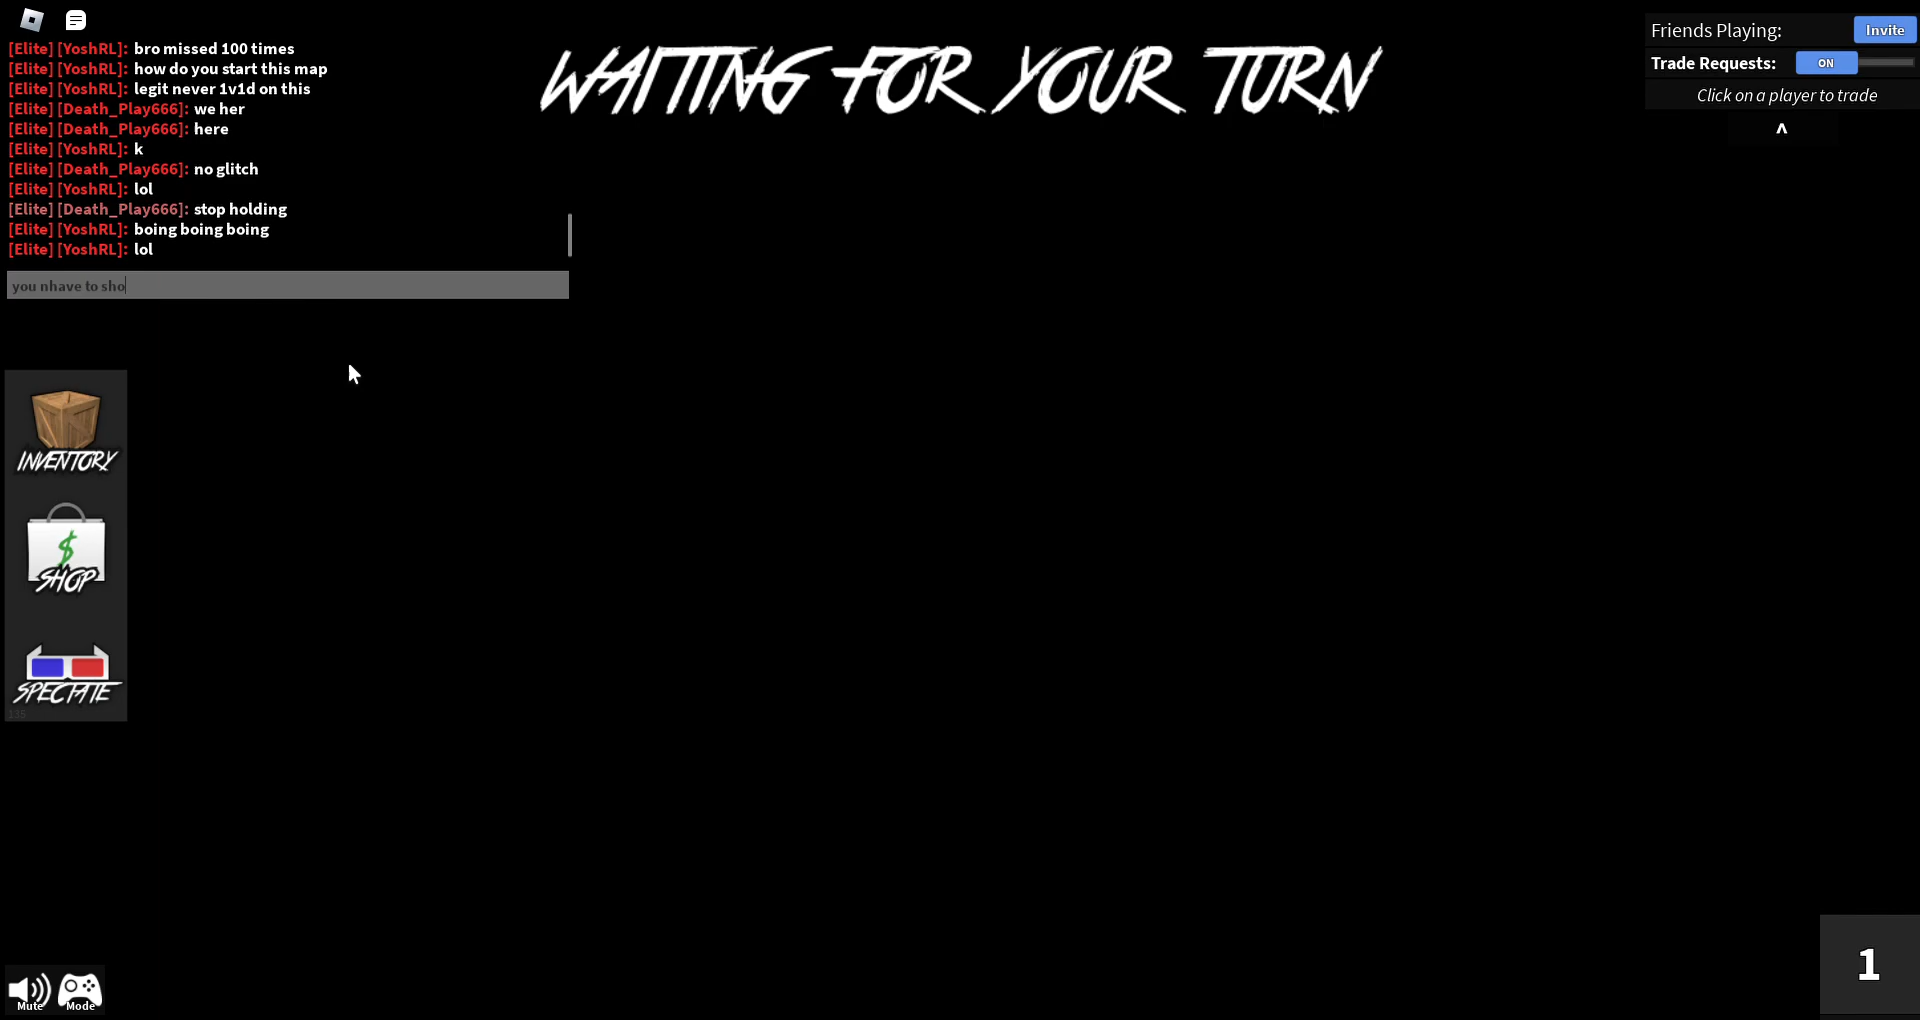 [Elite] [YoshRL]: bro missed 100 times
[Elite] [YoshRL]: how do you start this map
[Elite] [YoshRL]: legit never 1v1d on this
[Elite] [Death_Play666]: we her
[Elite] [Death_Play666]: here
[Elite] [YoshRL]: k
[Elite] [Death_Play666]: no glitch
[Elite] [YoshRL]: lol
[Elite] [Death_Play666]: stop holding
[Elite] [YoshRL]: boing boing boing
[Elite] [YoshRL]: lol
you nhave to sho
WAITING FOR YOUR TURN
Friends Playing: Invite
Trade Requests: ON
Click on a player to trade
^
INVENTORY
$
SHOP
SPECTATE
135
Mute Mode
1